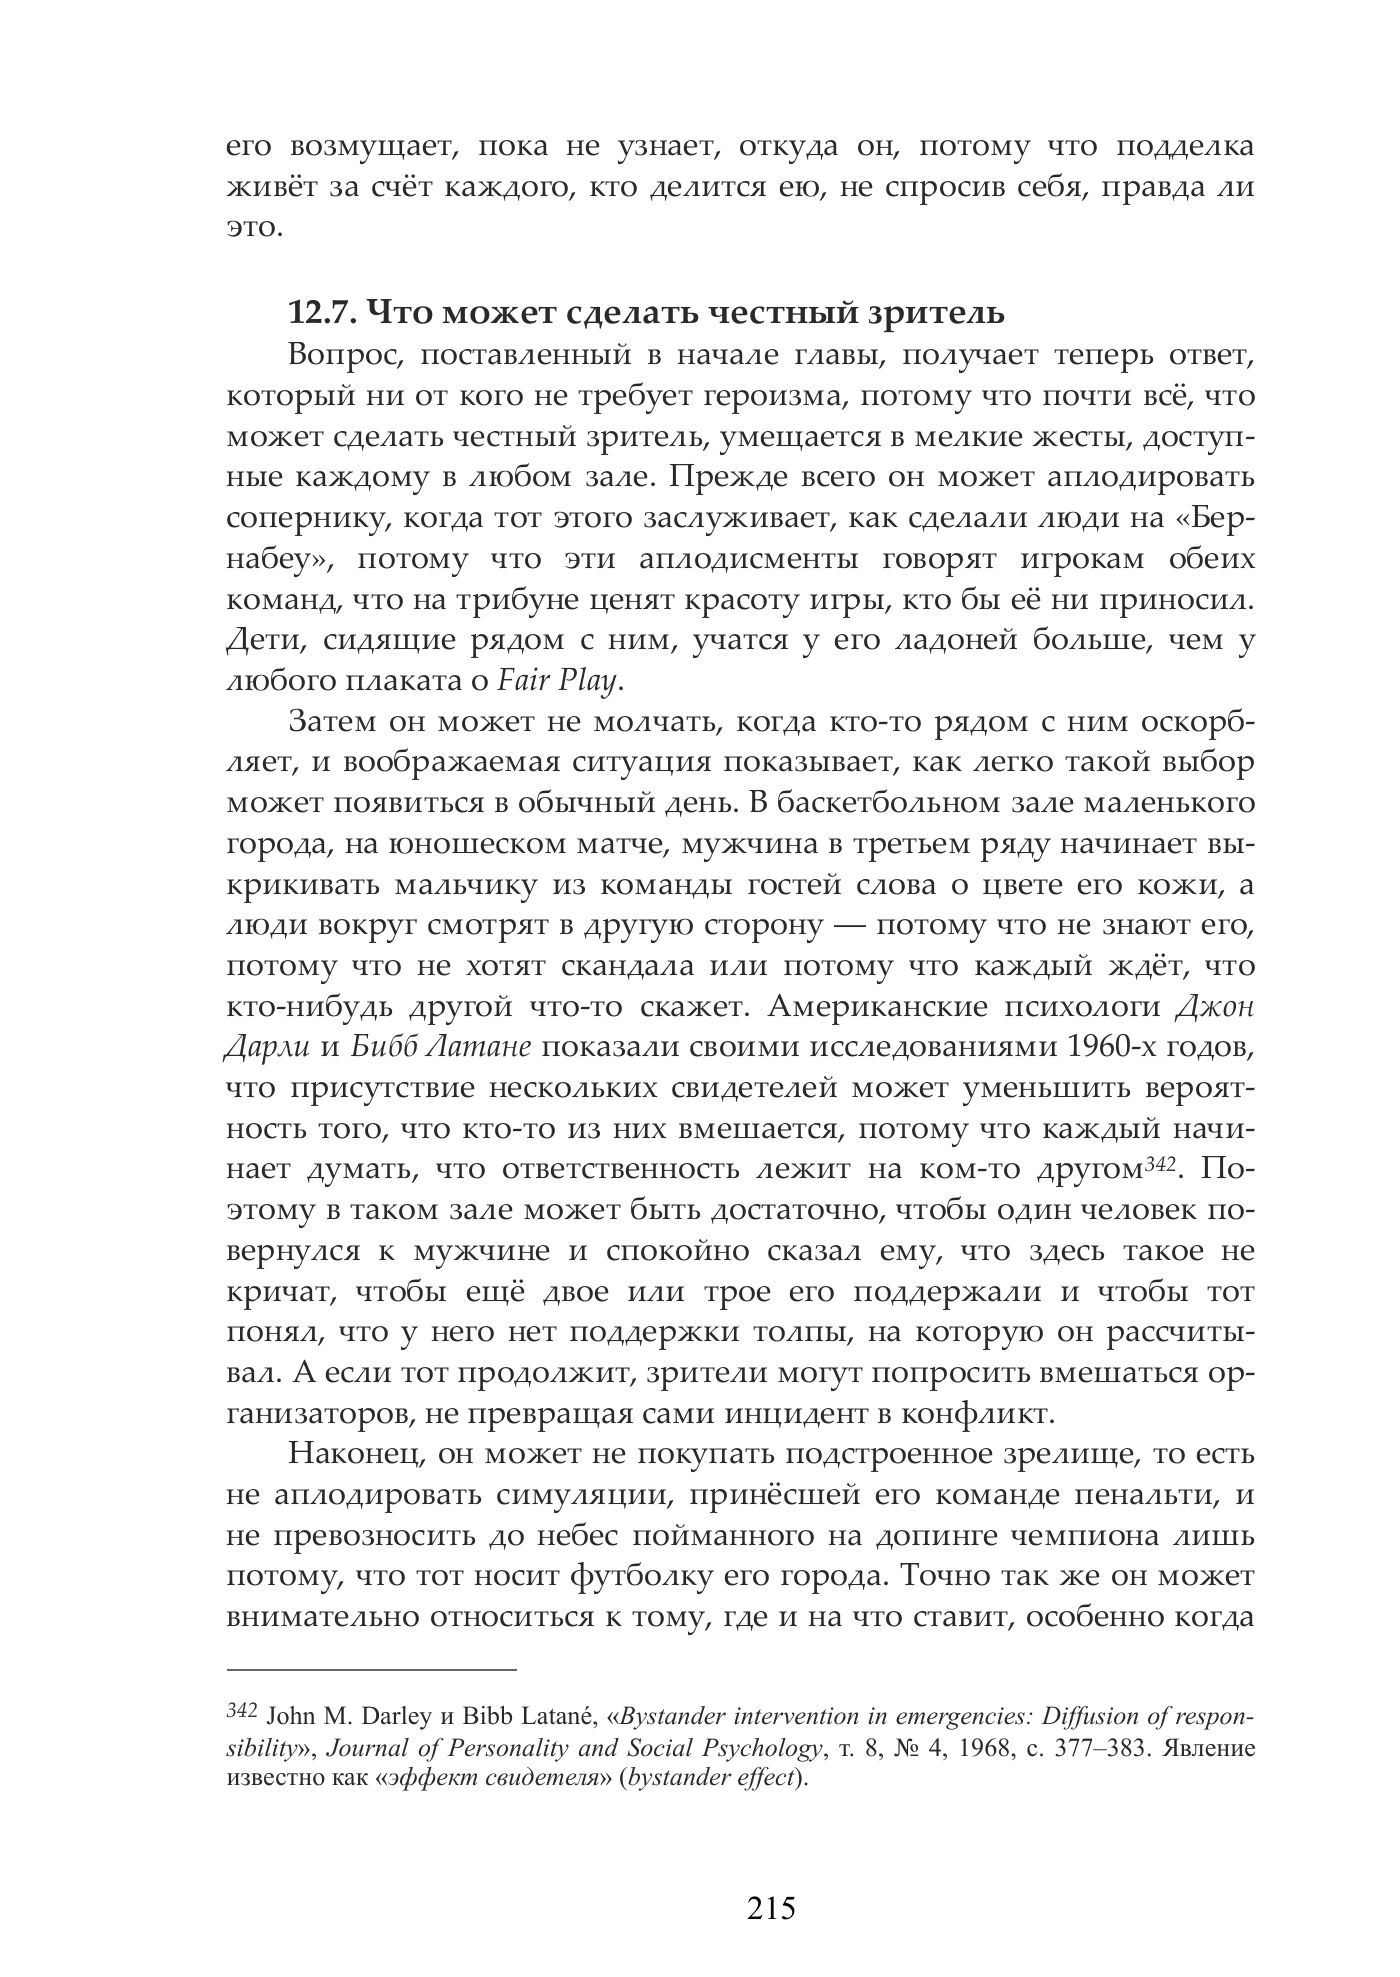 его возмущает, пока не узнает, откуда он, потому что подделка
живёт за счёт каждого, кто делится ею, не спросив себя, правда ли
это.
12.7. Что может сделать честный зритель
Вопрос, поставленный в начале главы, получает теперь ответ,
который ни от кого не требует героизма, потому что почти всё, что
может сделать честный зритель, умещается в мелкие жесты, доступ-
ные каждому в любом зале. Прежде всего он может аплодировать
сопернику, когда тот этого заслуживает, как сделали люди на «Бер-
набеу», потому что эти аплодисменты говорят игрокам обеих
команд, что на трибуне ценят красоту игры, кто бы её ни приносил.
Дети, сидящие рядом с ним, учатся у его ладоней больше, чем у
любого плаката о Fair Play.
Затем он может не молчать, когда кто-то рядом с ним оскорб-
ляет, и воображаемая ситуация показывает, как легко такой выбор
может появиться в обычный день. В баскетбольном зале маленького
города, на юношеском матче, мужчина в третьем ряду начинает вы-
крикивать мальчику из команды гостей слова о цвете его кожи, а
люди вокруг смотрят в другую сторону — потому что не знают его,
потому что не хотят скандала или потому что каждый ждёт, что
кто-нибудь другой что-то скажет. Американские психологи Джон
Дарли и Бибб Латане показали своими исследованиями 1960-х годов,
что присутствие нескольких свидетелей может уменьшить вероят-
ность того, что кто-то из них вмешается, потому что каждый начи-
нает думать, что ответственность лежит на ком-то другом342. По-
этому в таком зале может быть достаточно, чтобы один человек по-
вернулся к мужчине и спокойно сказал ему, что здесь такое не
кричат, чтобы ещё двое или трое его поддержали и чтобы тот
понял, что у него нет поддержки толпы, на которую он рассчиты-
вал. А если тот продолжит, зрители могут попросить вмешаться ор-
ганизаторов, не превращая сами инцидент в конфликт.
Наконец, он может не покупать подстроенное зрелище, то есть
не аплодировать симуляции, принёсшей его команде пенальти, и
не превозносить до небес пойманного на допинге чемпиона лишь
потому, что тот носит футболку его города. Точно так же он может
внимательно относиться к тому, где и на что ставит, особенно когда
342 John M. Darley и Bibb Latané, «Bystander intervention in emergencies: Diffusion of respon-
sibility», Journal of Personality and Social Psychology, т. 8, № 4, 1968, с. 377–383. Явление
известно как «эффект свидетеля» (bystander effect).
215